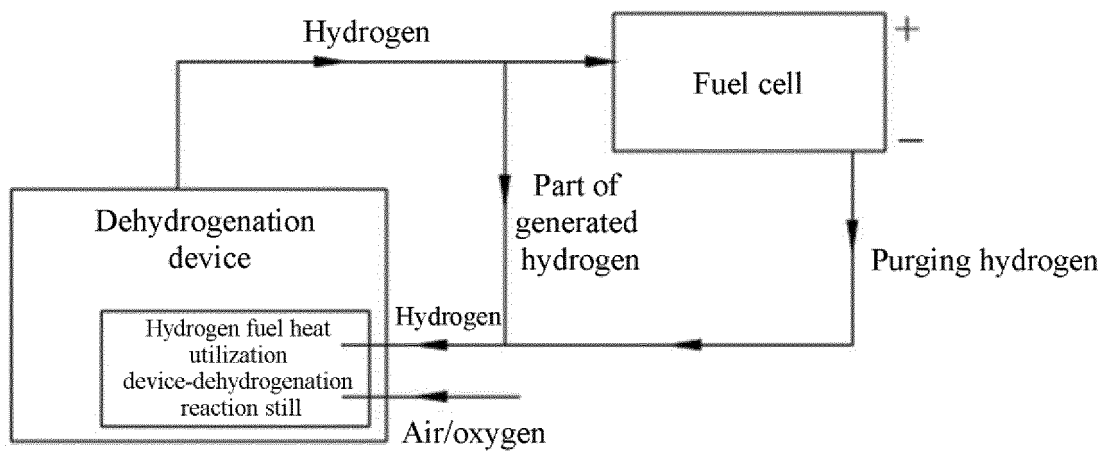 Hydrogen
+
Fuel cell
−
Part of
generated
hydrogen
Dehydrogenation
device
Purging hydrogen
Hydrogen
Hydrogen fuel heat
utilization
device-dehydrogenation
reaction still
Air/oxygen